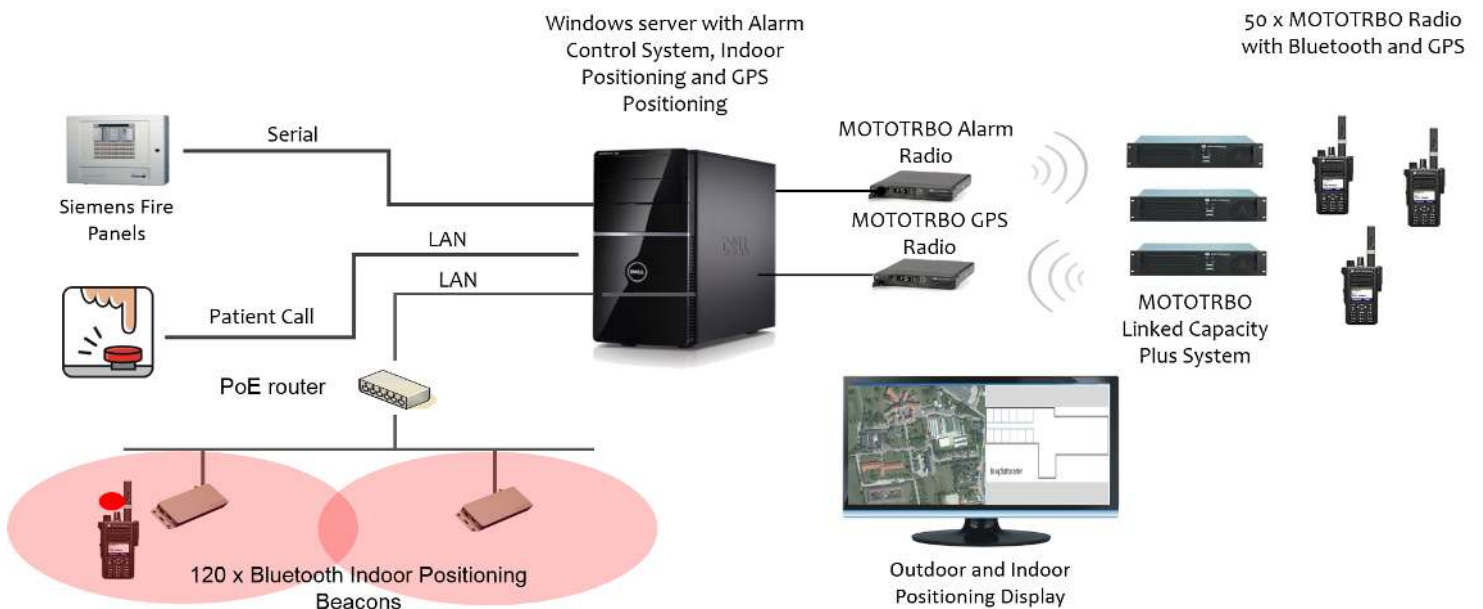 Windows server with Alarm
Control System, Indoor
Positioning and GPS
Positioning
50 x MOTOTRBO Radio
with Bluetooth and GPS
Serial
MOTOTRBO Alarm
Radio
Siemens Fire
Panels
LAN
MOTOTRBO GPS
Radio
LAN
DELL
DELL
Patient Call
MOTOTRBO
Linked Capacity
Plus System
PoE router
120 x Bluetooth Indoor Positioning
Beacons
Outdoor and Indoor
Positioning Display